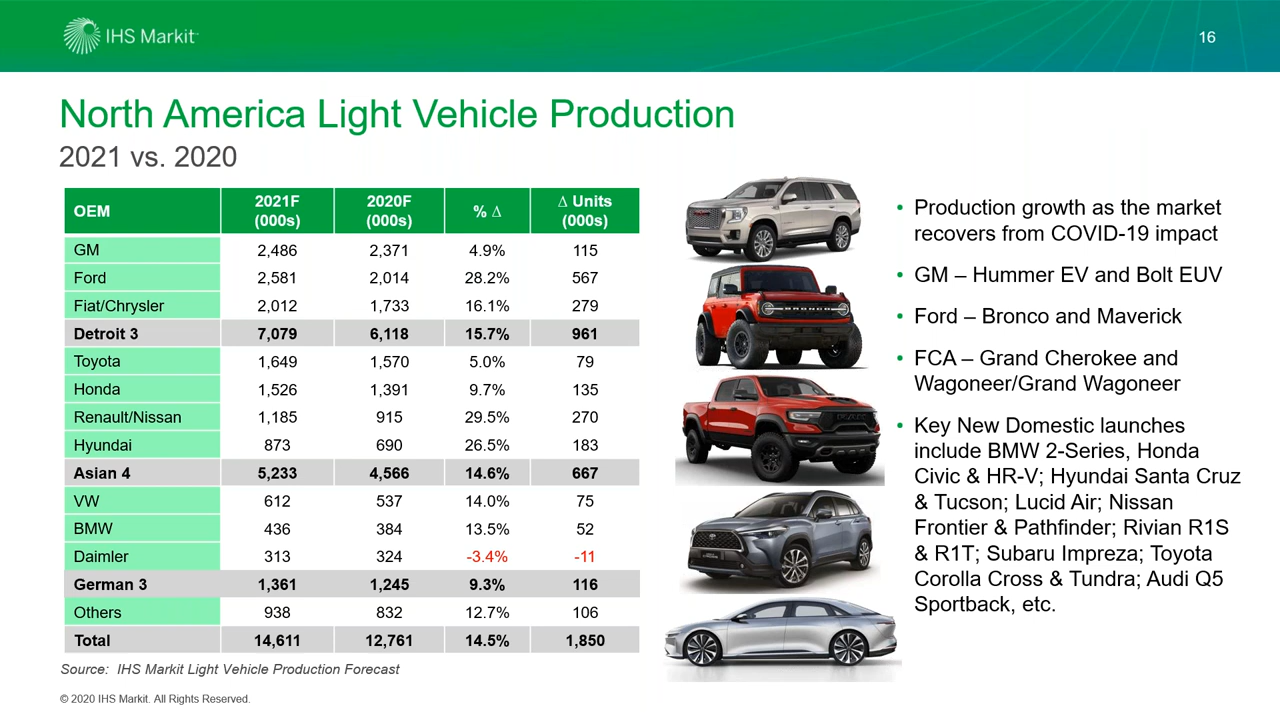 IHS Markit
16
North America Light Vehicle Production
2021 vs. 2020
OEM 2021F (000s) 2020F (000s) % Δ Δ Units (000s)
GM 2,486 2,371 4.9% 115
Ford 2,581 2,014 28.2% 567
Fiat/Chrysler 2,012 1,733 16.1% 279
Detroit 3 7,079 6,118 15.7% 961
Toyota 1,649 1,570 5.0% 79
Honda 1,526 1,391 9.7% 135
Renault/Nissan 1,185 915 29.5% 270
Hyundai 873 690 26.5% 183
Asian 4 5,233 4,566 14.6% 667
VW 612 537 14.0% 75
BMW 436 384 13.5% 52
Daimler 313 324 -3.4% -11
German 3 1,361 1,245 9.3% 116
Others 938 832 12.7% 106
Total 14,611 12,761 14.5% 1,850
Source: IHS Markit Light Vehicle Production Forecast
© 2020 IHS Markit. All Rights Reserved.
BRONCO
RAM
• Production growth as the market
recovers from COVID-19 impact
• GM – Hummer EV and Bolt EUV
• Ford – Bronco and Maverick
• FCA – Grand Cherokee and
Wagoneer/Grand Wagoneer
• Key New Domestic launches
include BMW 2-Series, Honda
Civic & HR-V; Hyundai Santa Cruz
& Tucson; Lucid Air; Nissan
Frontier & Pathfinder; Rivian R1S
& R1T; Subaru Impreza; Toyota
Corolla Cross & Tundra; Audi Q5
Sportback, etc.